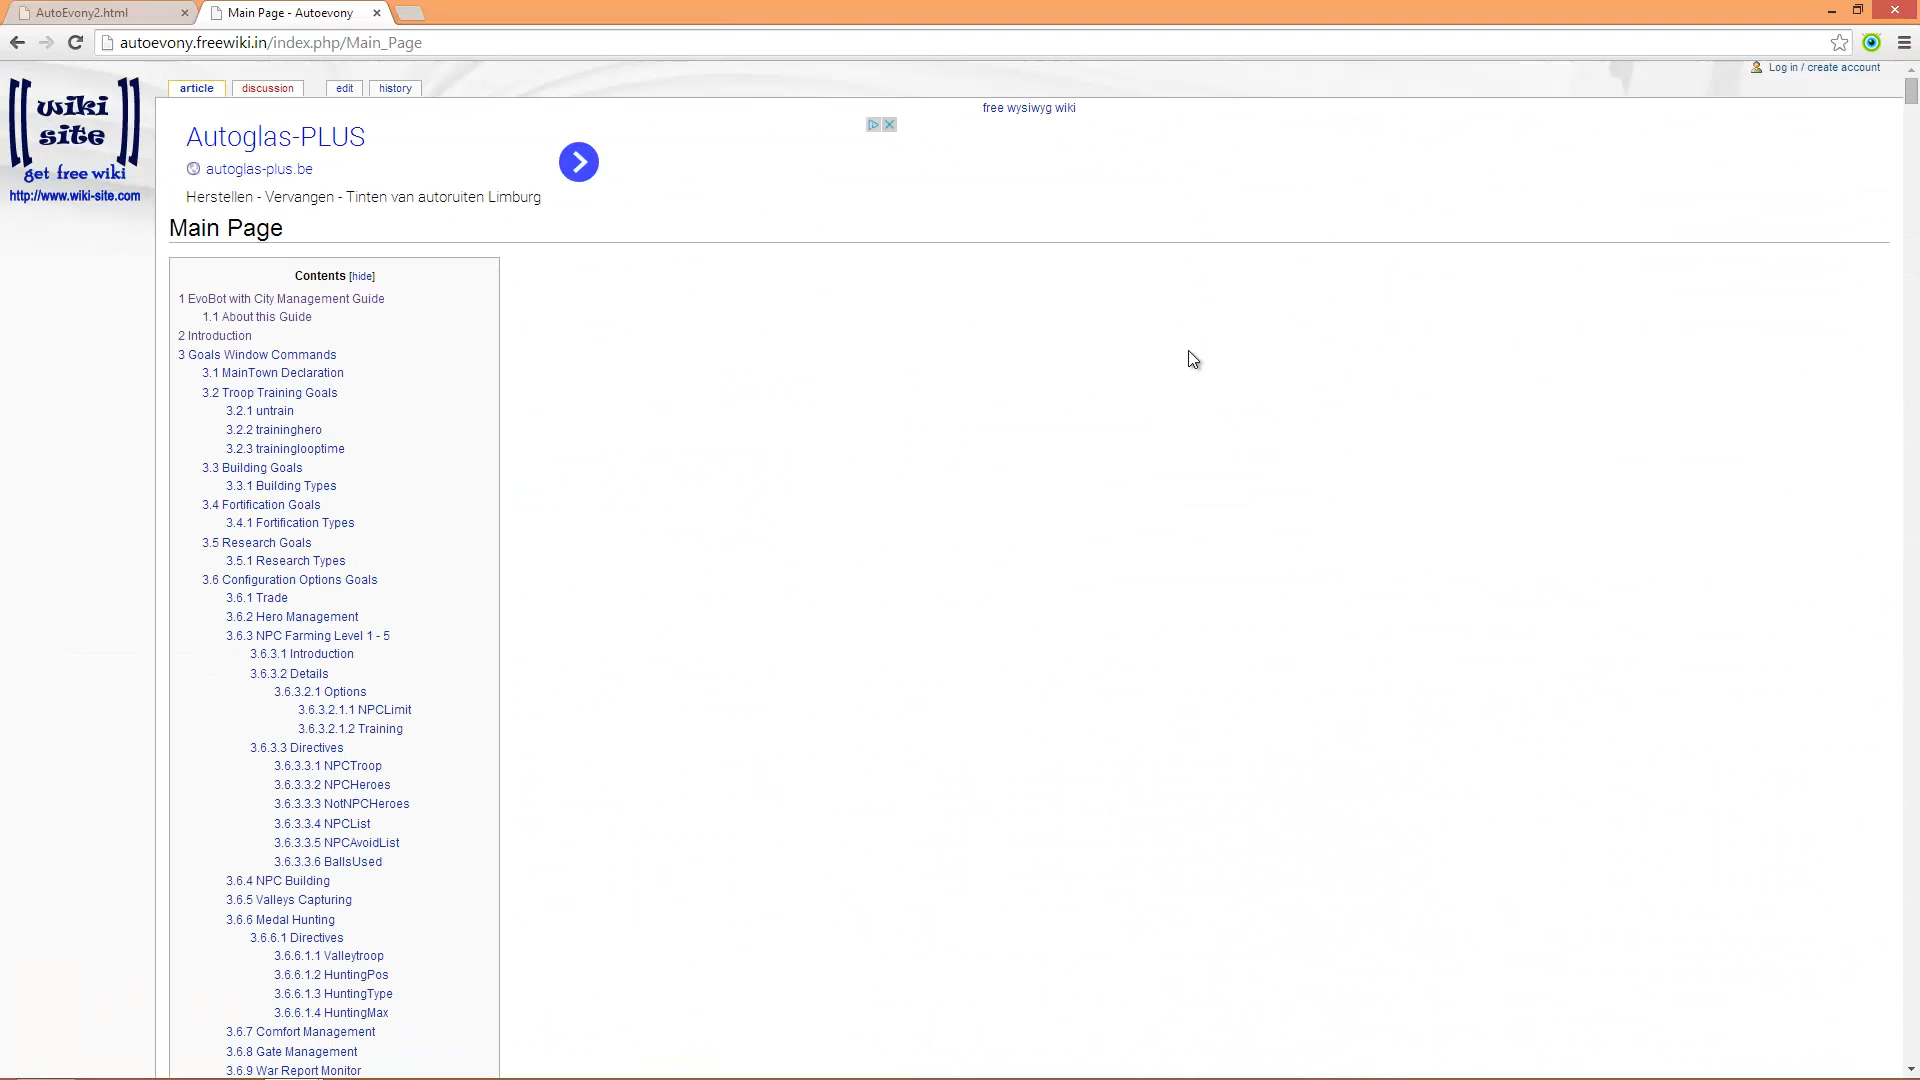 AutoEvony2.html
Main Page - Autoevony
autoevony.freewiki.in/index.php/Main_Page
Log in / create account
wiki
site
get free wiki
http://www.wiki-site.com
article
discussion
edit
history
free wysiwyg wiki
Autoglas-PLUS
autoglas-plus.be
Herstellen - Vervangen - Tinten van autoruiten Limburg
Main Page
Contents [hide]
1 EvoBot with City Management Guide
1.1 About this Guide
2 Introduction
3 Goals Window Commands
3.1 MainTown Declaration
3.2 Troop Training Goals
3.2.1 untrain
3.2.2 traininghero
3.2.3 traininglooptime
3.3 Building Goals
3.3.1 Building Types
3.4 Fortification Goals
3.4.1 Fortification Types
3.5 Research Goals
3.5.1 Research Types
3.6 Configuration Options Goals
3.6.1 Trade
3.6.2 Hero Management
3.6.3 NPC Farming Level 1 - 5
3.6.3.1 Introduction
3.6.3.2 Details
3.6.3.2.1 Options
3.6.3.2.1.1 NPCLimit
3.6.3.2.1.2 Training
3.6.3.3 Directives
3.6.3.3.1 NPCTroop
3.6.3.3.2 NPCHeroes
3.6.3.3.3 NotNPCHeroes
3.6.3.3.4 NPCList
3.6.3.3.5 NPCAvoidList
3.6.3.3.6 BallsUsed
3.6.4 NPC Building
3.6.5 Valleys Capturing
3.6.6 Medal Hunting
3.6.6.1 Directives
3.6.6.1.1 Valleytroop
3.6.6.1.2 HuntingPos
3.6.6.1.3 HuntingType
3.6.6.1.4 HuntingMax
3.6.7 Comfort Management
3.6.8 Gate Management
3.6.9 War Report Monitor